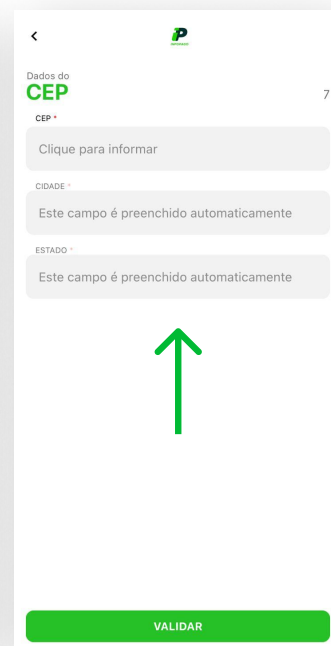 iP
Dados do
CEP
7
CEP *
Clique para informar
CIDADE *
Este campo é preenchido automaticamente
ESTADO *
Este campo é preenchido automaticamente
VALIDAR